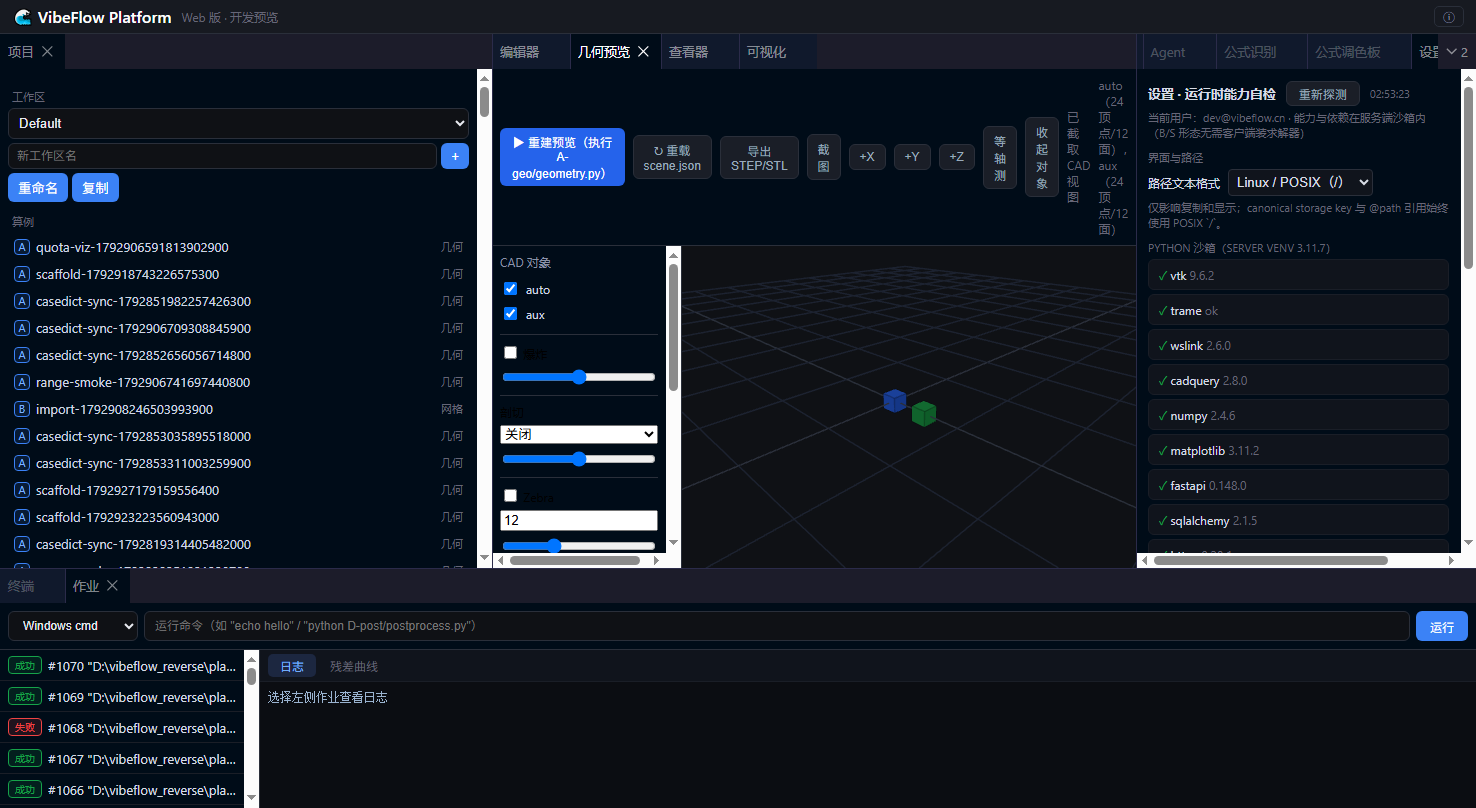 VibeFlow Platform Web 版 · 开发预览
项目
工作区
Default
新工作区名
+
重命名 复制
算例
A quota-viz-1792906591813902900 几何
A scaffold-1792918743226575300 几何
A casedict-sync-1792851982257426300 几何
A casedict-sync-1792906709308845900 几何
A casedict-sync-1792852656056714800 几何
A range-smoke-1792906741697440800 几何
B import-1792908246503993900 网格
A casedict-sync-1792853035895518000 几何
A casedict-sync-1792853311003259900 几何
A scaffold-1792927179159556400 几何
A scaffold-1792923223560943000 几何
A casedict-sync-1792819314405482000 几何
编辑器 几何预览 查看器 可视化
▶ 重建预览（执行
A-
geo/geometry.py）
↻ 重载
scene.json
导出
STEP/STL
截
图
+X
+Y
+Z
等
轴
测
收
起
对
象
已
截
取
CAD
视
图
auto
（24
顶
点/12
面），
aux
（24
顶
点/12
面）
CAD 对象
auto
aux
剖切
关闭
Zebra
12
Agent 公式识别 公式调色板 设置 2
设置 · 运行时能力自检 重新探测 02:53:23
当前用户：dev@vibeflow.cn · 能力与依赖在服务端沙箱内
（B/S 形态无需客户端装求解器）
界面与路径
路径文本格式 Linux / POSIX（/）
仅影响复制和显示；canonical storage key 与 @path 引用始终
使用 POSIX `/`。
PYTHON 沙箱（SERVER VENV 3.11.7）
✓ vtk 9.6.2
✓ trame ok
✓ wslink 2.6.0
✓ cadquery 2.8.0
✓ numpy 2.4.6
✓ matplotlib 3.11.2
✓ fastapi 0.148.0
✓ sqlalchemy 2.1.5
终端 作业
Windows cmd
运行命令（如 "echo hello" / "python D-post/postprocess.py"）
运行
成功 #1070 "D:\vibeflow_reverse\pla...
成功 #1069 "D:\vibeflow_reverse\pla...
失败 #1068 "D:\vibeflow_reverse\pla...
成功 #1067 "D:\vibeflow_reverse\pla...
成功 #1066 "D:\vibeflow_reverse\pla...
日志 残差曲线
选择左侧作业查看日志